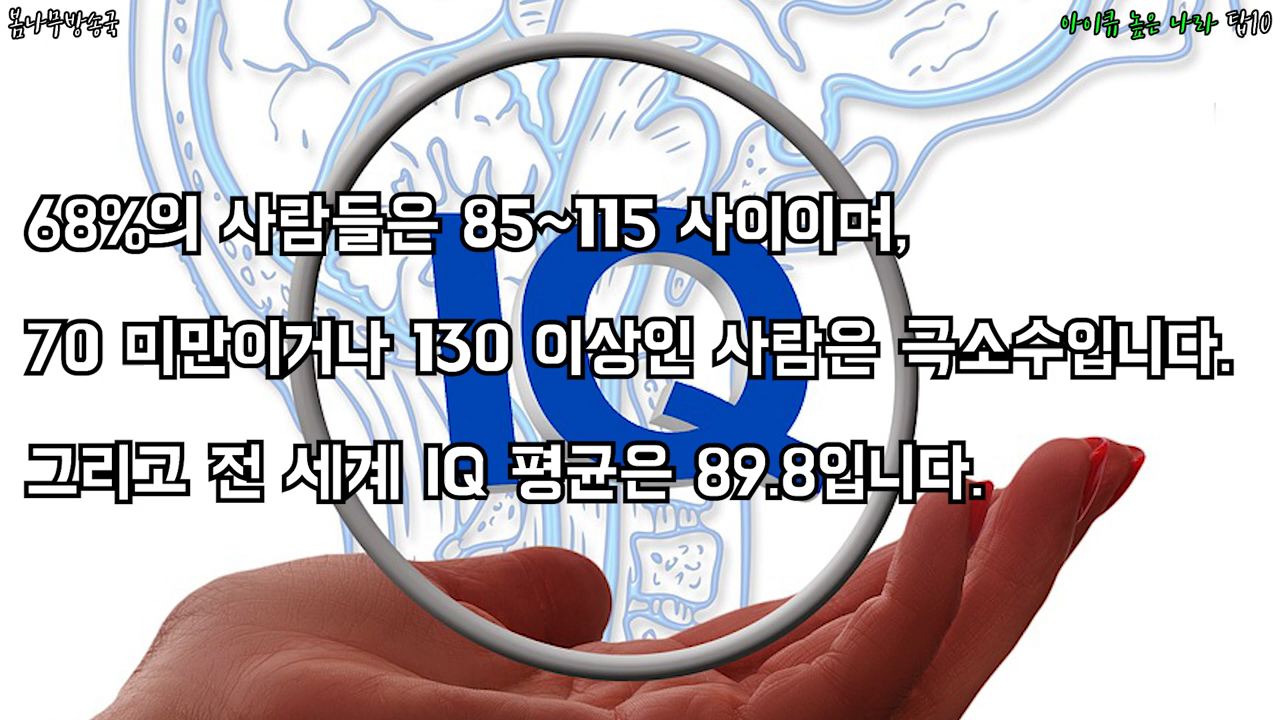 봄나무방송국
아이큐 높은 나라 탑10
IQ
68%의 사람들은 85~115 사이이며,
70 미만이거나 130 이상인 사람은 극소수입니다.
그리고 전 세계 IQ 평균은 89.8입니다.